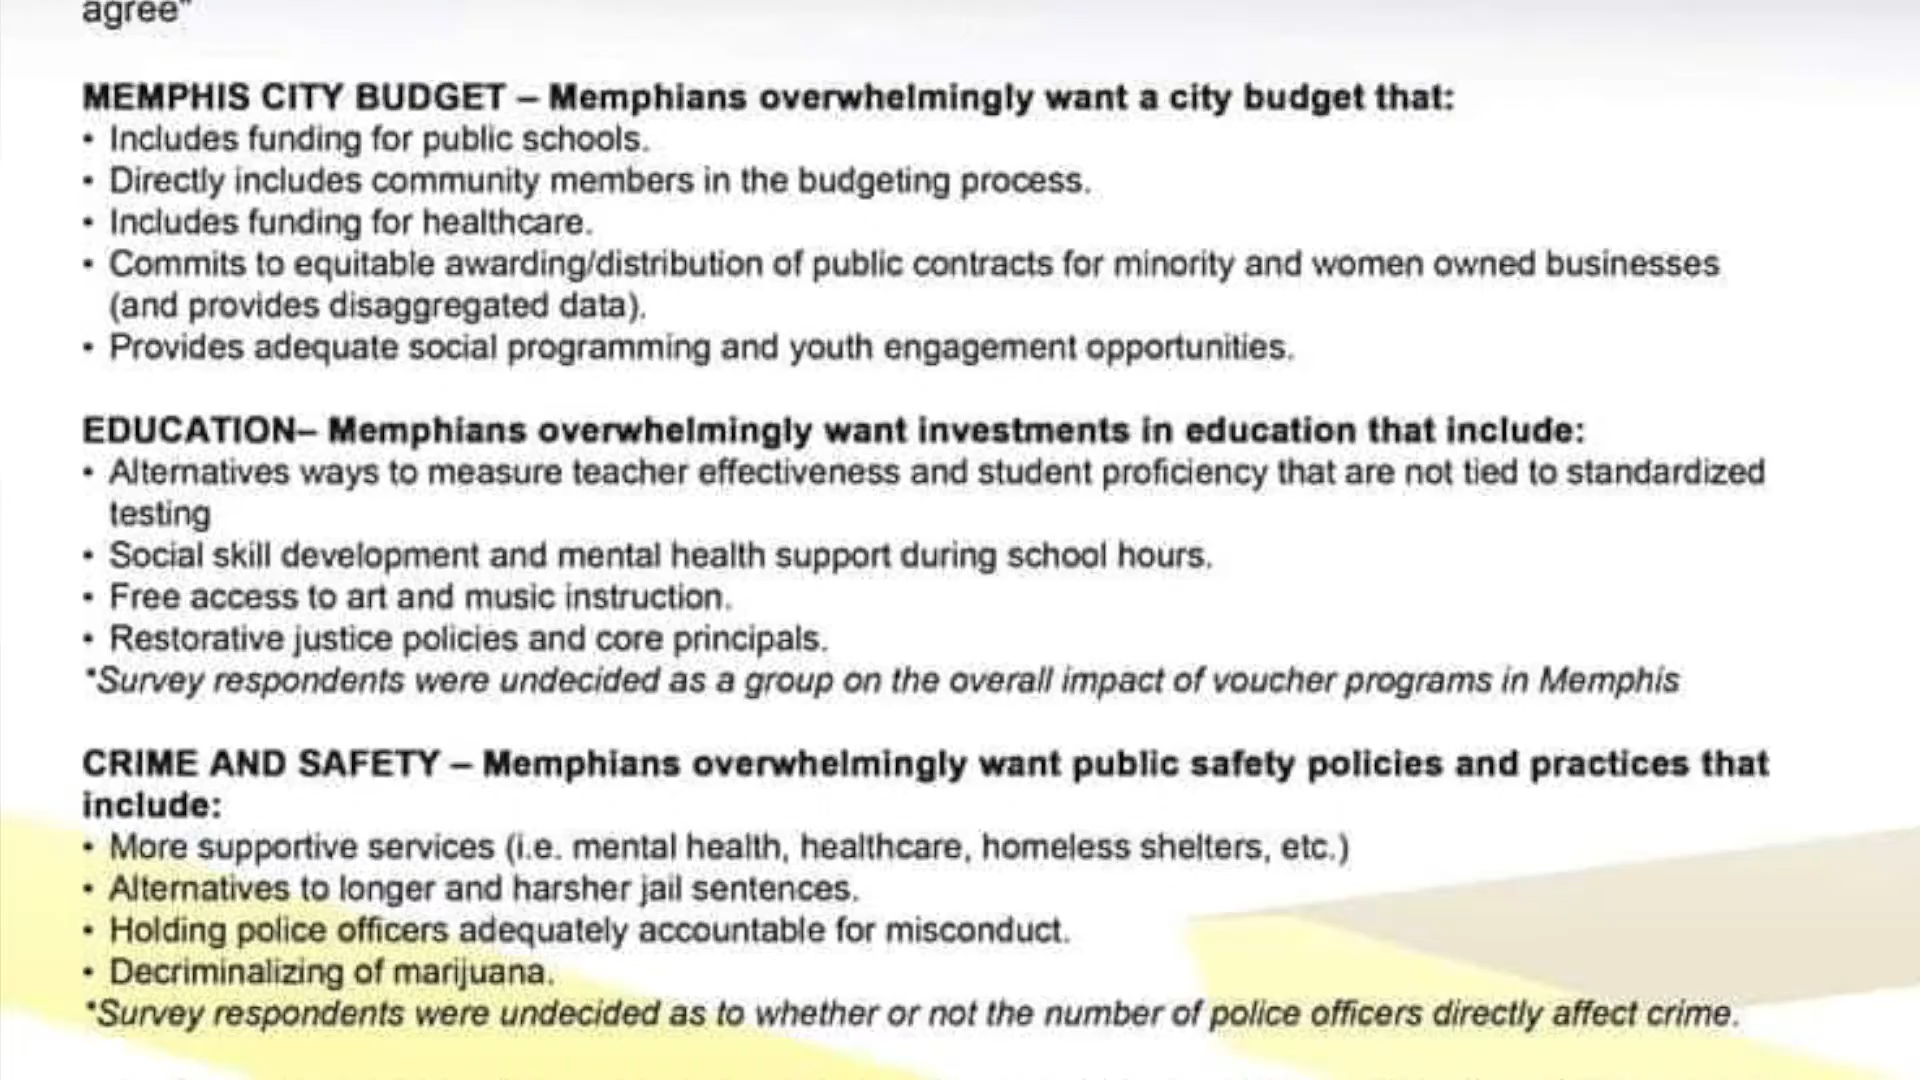 agree"
MEMPHIS CITY BUDGET – Memphians overwhelmingly want a city budget that:
• Includes funding for public schools.
• Directly includes community members in the budgeting process.
• Includes funding for healthcare.
• Commits to equitable awarding/distribution of public contracts for minority and women owned businesses
(and provides disaggregated data).
• Provides adequate social programming and youth engagement opportunities.
EDUCATION– Memphians overwhelmingly want investments in education that include:
• Alternatives ways to measure teacher effectiveness and student proficiency that are not tied to standardized
testing
• Social skill development and mental health support during school hours.
• Free access to art and music instruction.
• Restorative justice policies and core principals.
*Survey respondents were undecided as a group on the overall impact of voucher programs in Memphis
CRIME AND SAFETY – Memphians overwhelmingly want public safety policies and practices that
include:
• More supportive services (i.e. mental health, healthcare, homeless shelters, etc.)
• Alternatives to longer and harsher jail sentences.
• Holding police officers adequately accountable for misconduct.
• Decriminalizing of marijuana.
*Survey respondents were undecided as to whether or not the number of police officers directly affect crime.